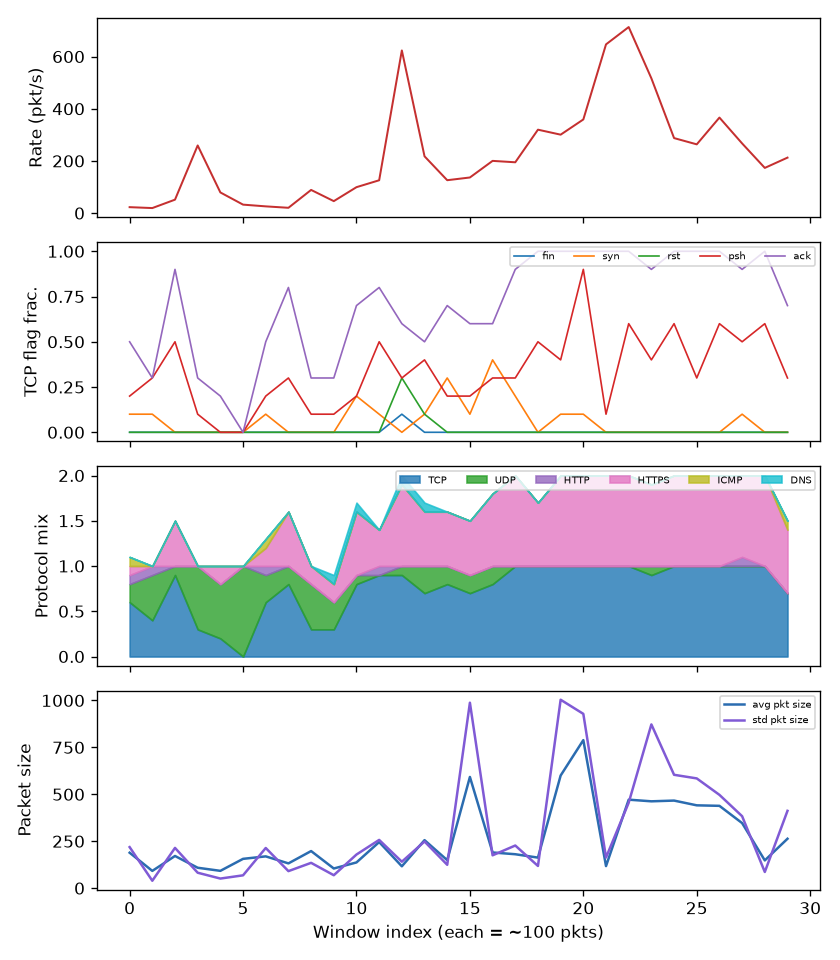 Rate (pkt/s)
600
400
200
0
TCP flag frac.
1.00
0.75
0.50
0.25
0.00
fin syn rst psh ack
Protocol mix
2.0
1.5
1.0
0.5
0.0
TCP UDP HTTP HTTPS ICMP DNS
Packet size
1000
750
500
250
0
avg pkt size
std pkt size
0 5 10 15 20 25 30
Window index (each = ~100 pkts)